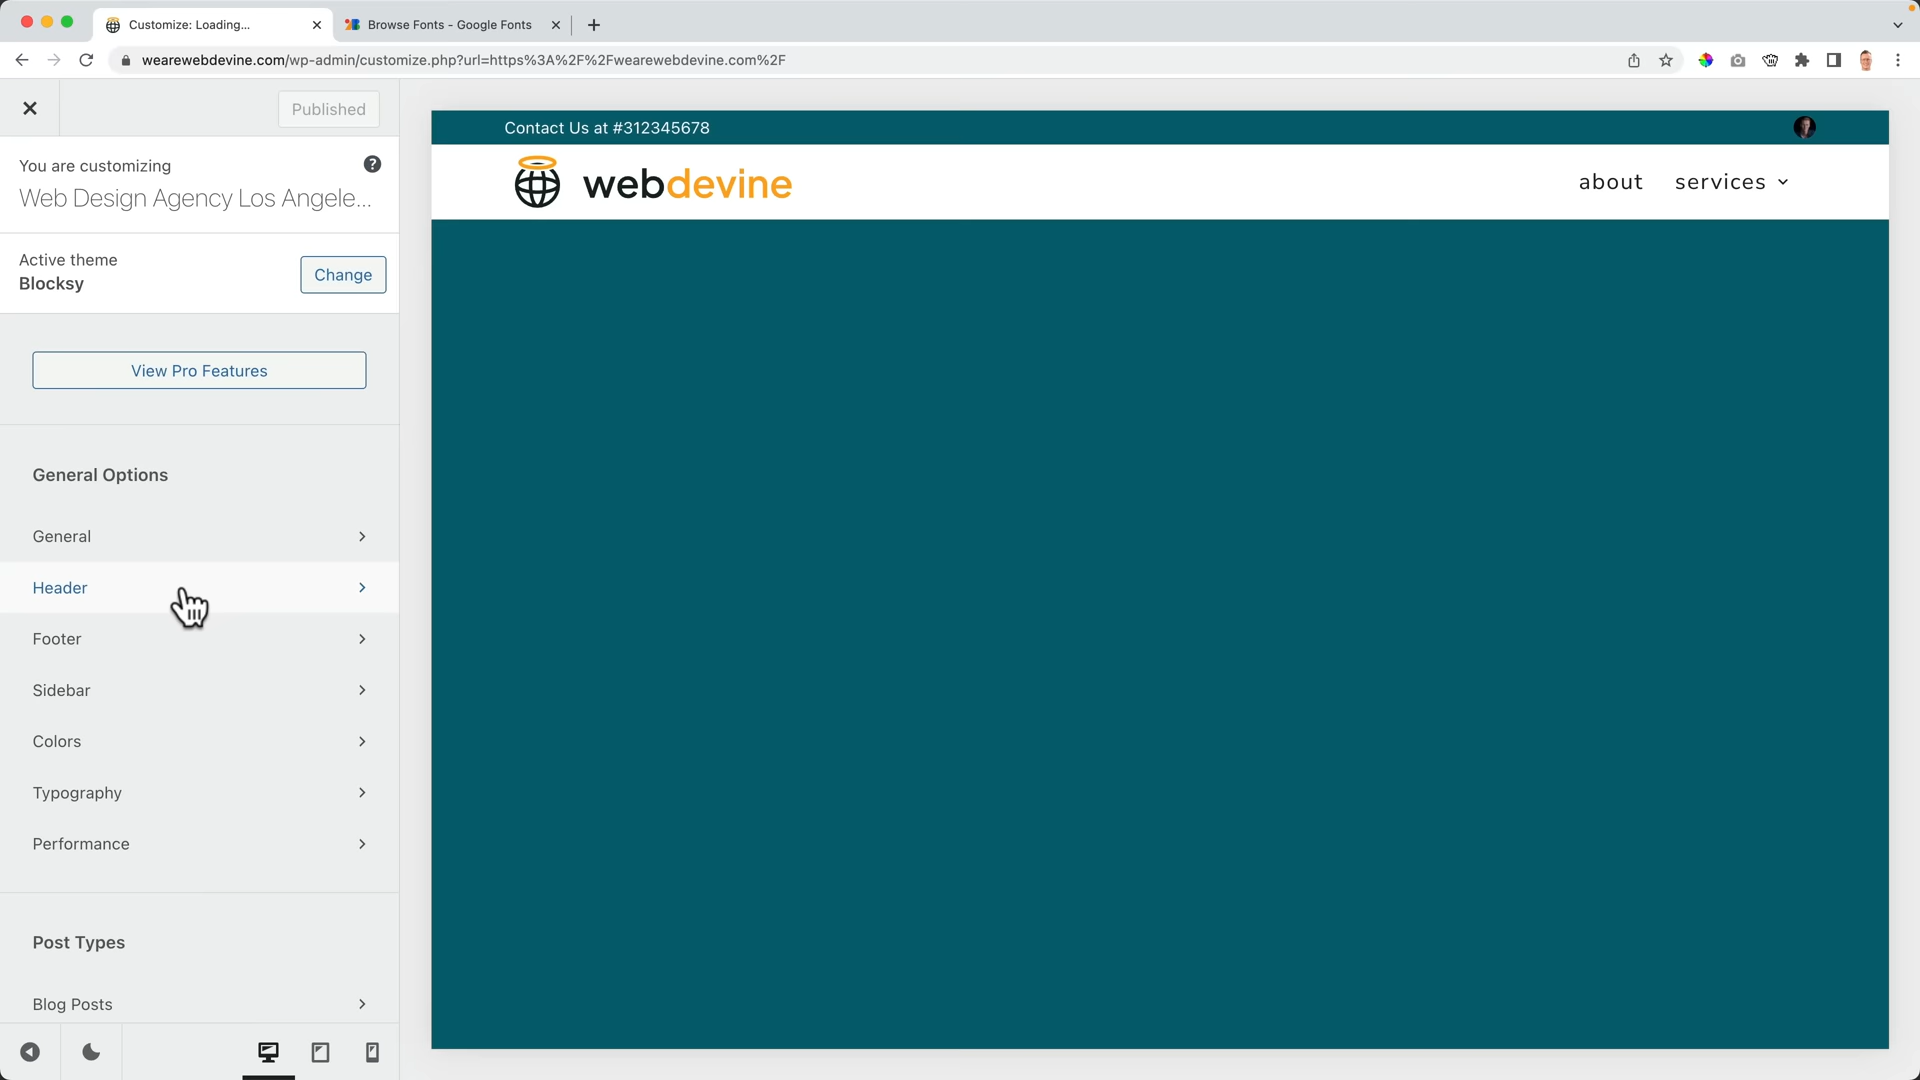 Customize: Loading...
Browse Fonts - Google Fonts
wearewebdevine.com/wp-admin/customize.php?url=https%3A%2F%2Fwearewebdevine.com%2F
Published
You are customizing
Web Design Agency Los Angele...
Active theme
Blocksy
Change
View Pro Features
General Options
General
Header
Footer
Sidebar
Colors
Typography
Performance
Post Types
Blog Posts
Contact Us at #312345678
webdevine
about services